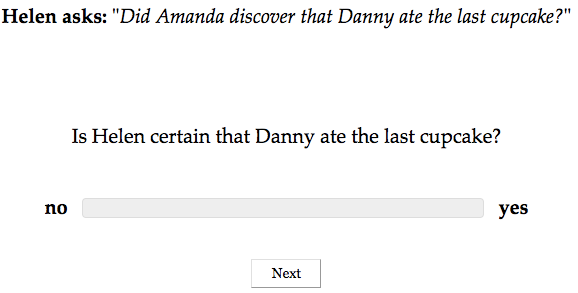 Helen asks: "Did Amanda discover that Danny ate the last cupcake?"
Is Helen certain that Danny ate the last cupcake?
no yes
Next